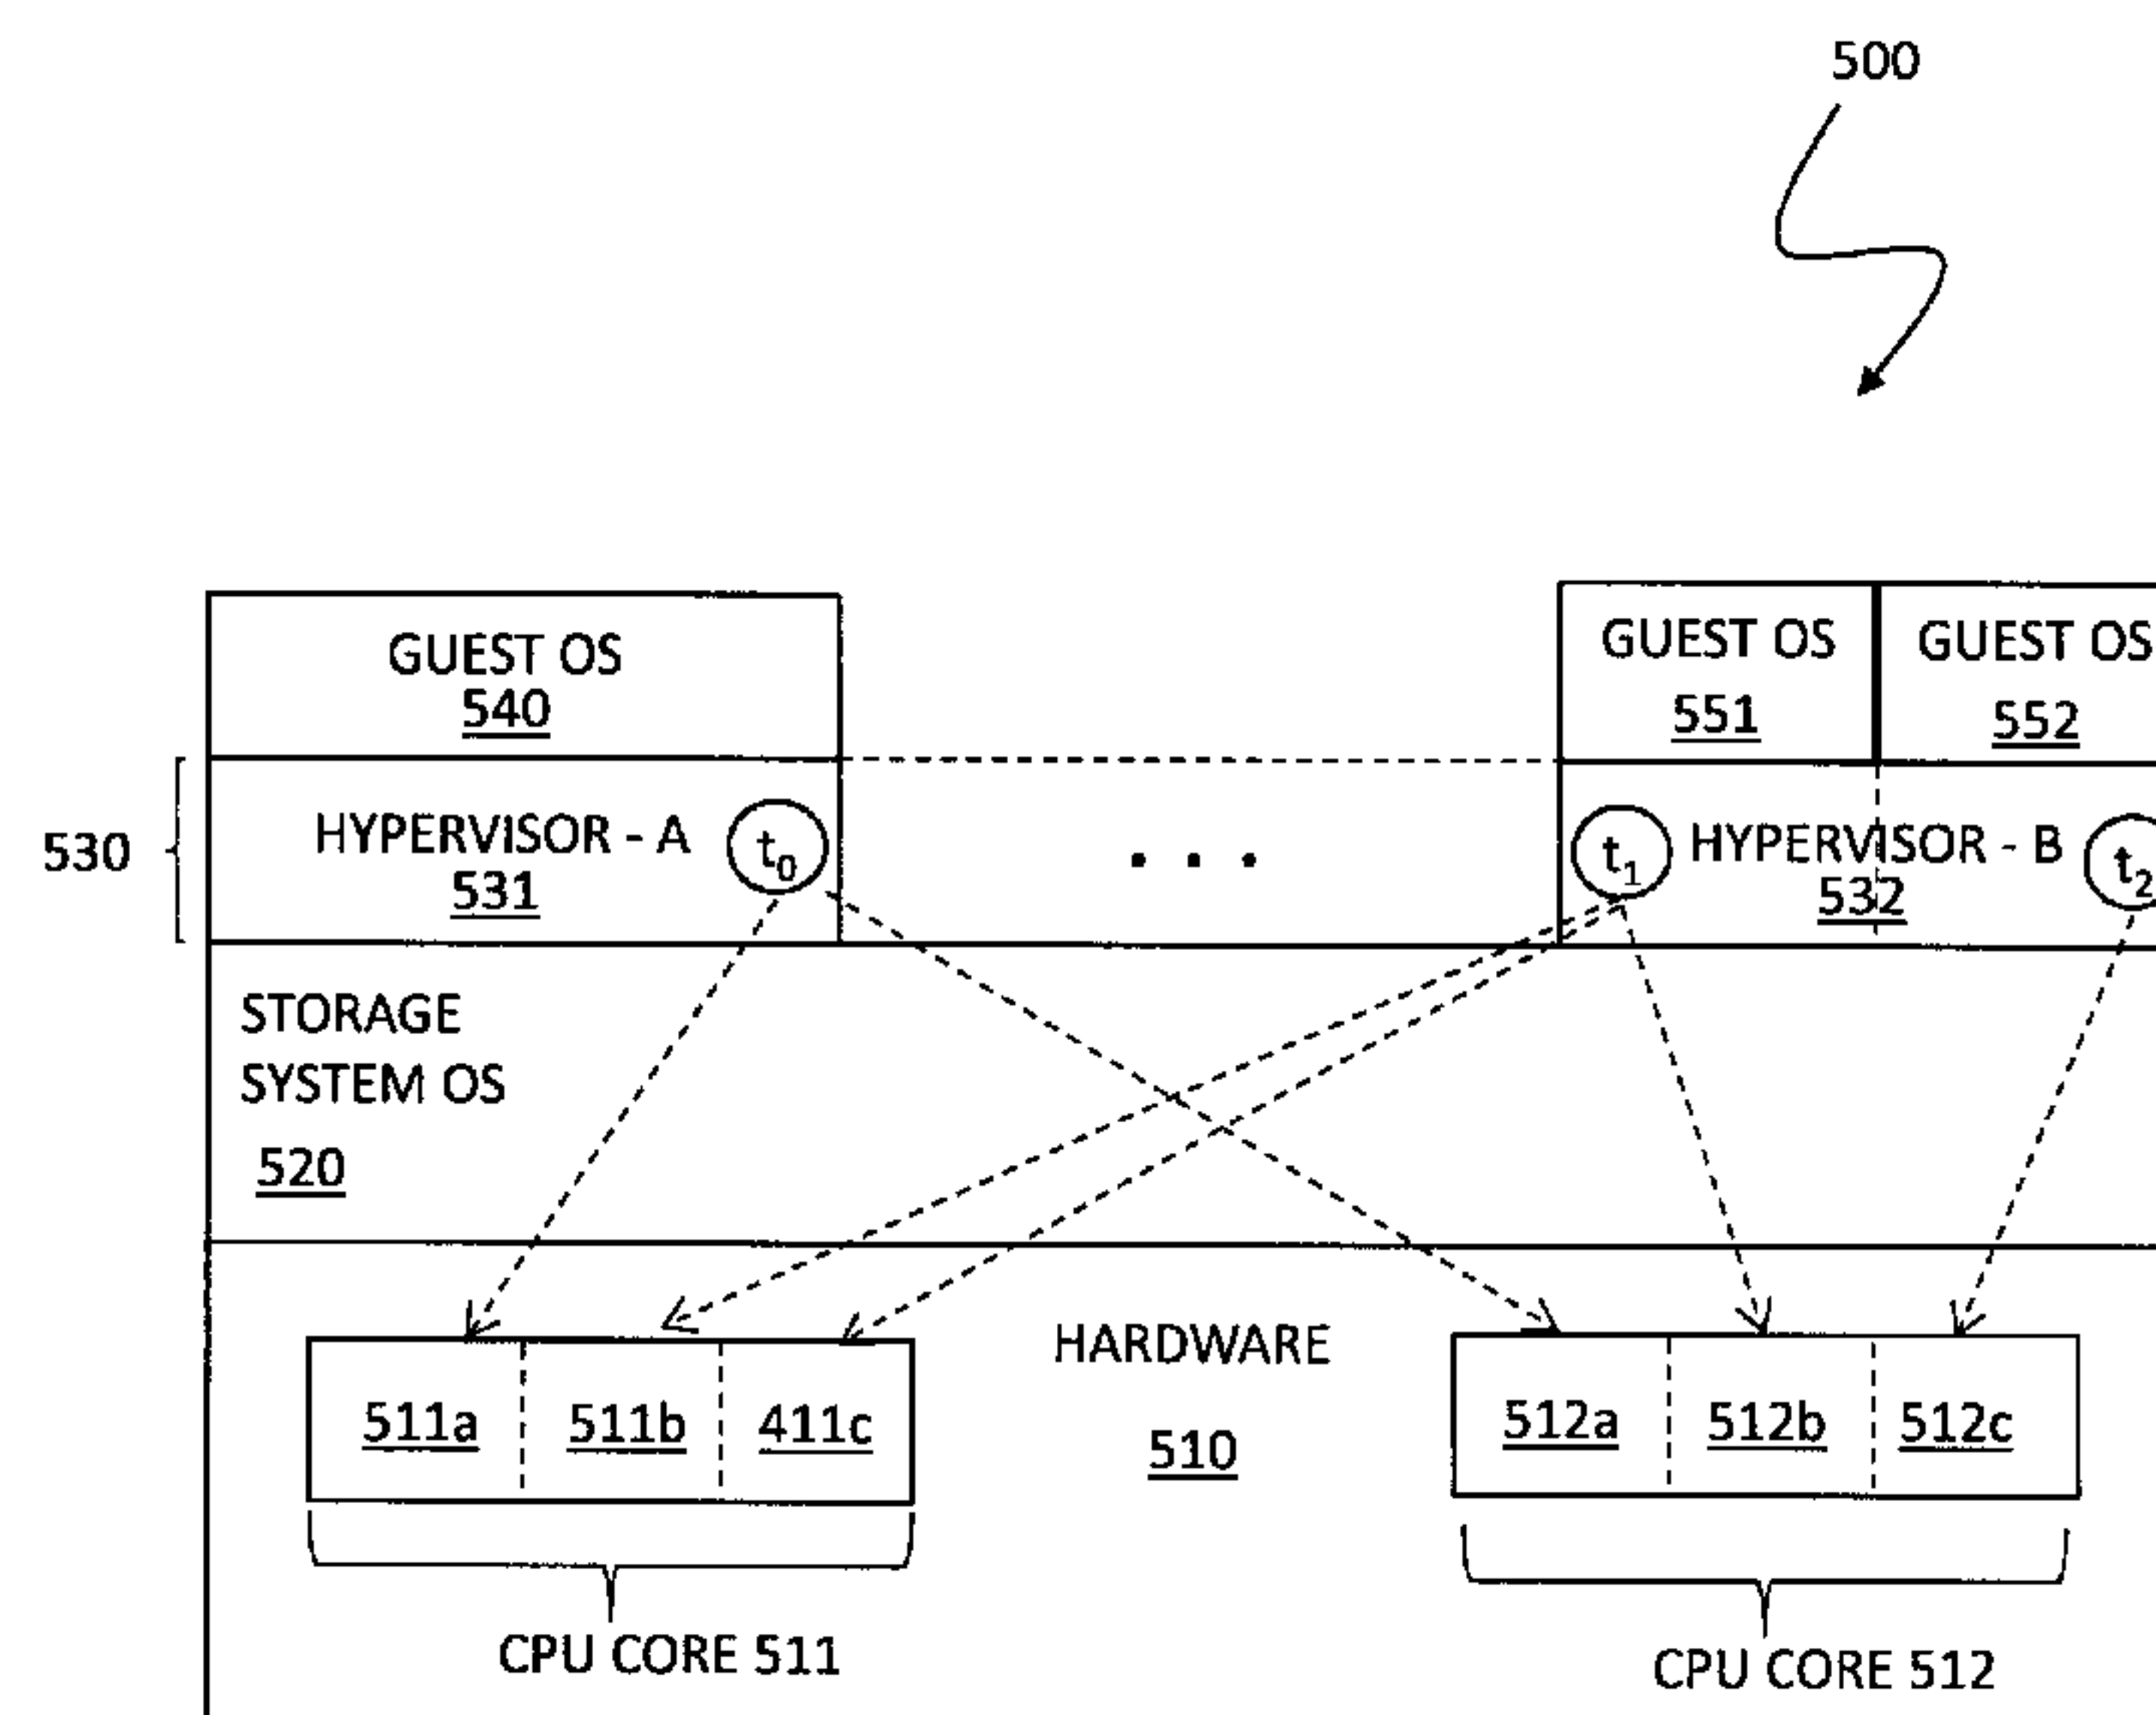 500
GUEST OS
540
GUEST OS
551
GUEST OS
552
530
HYPERVISOR - A
531
t0
. . .
t1
HYPERVISOR - B
532
t2
STORAGE
SYSTEM OS
520
HARDWARE
510
511a
511b
411c
512a
512b
512c
CPU CORE 511
CPU CORE 512